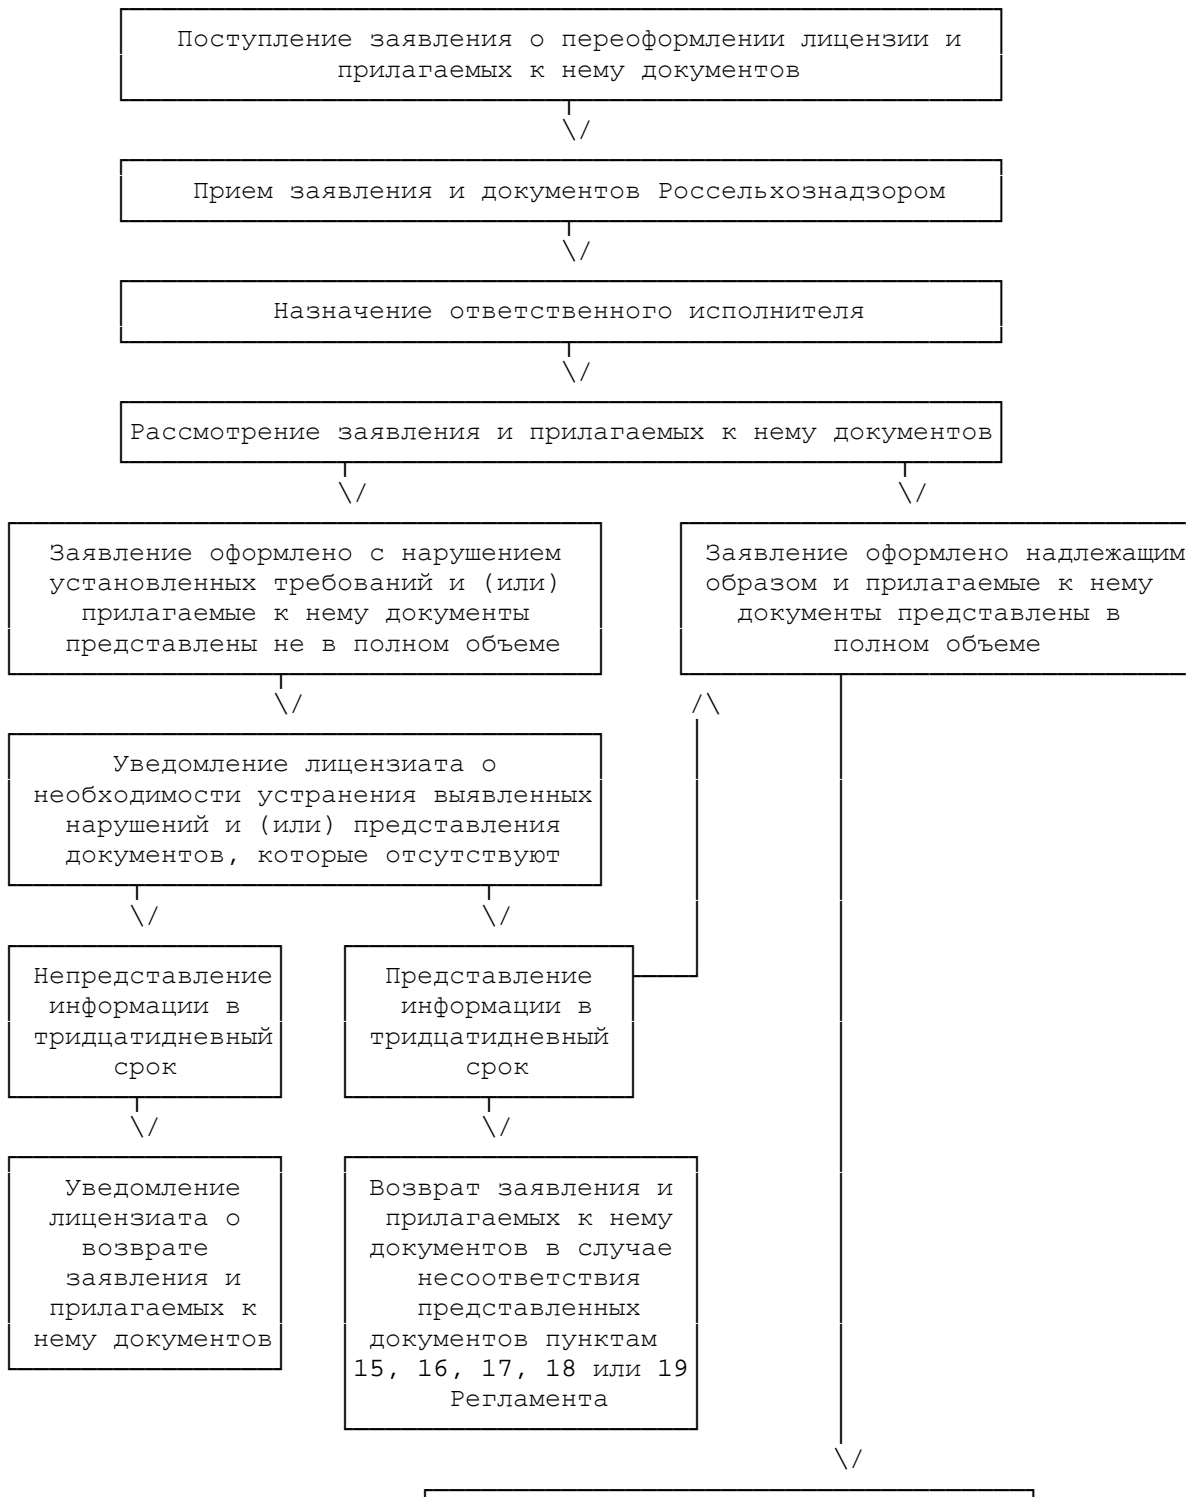 Поступление заявления о переоформлении лицензии и
прилагаемых к нему документов
Прием заявления и документов Россельхознадзором
Назначение ответственного исполнителя
Рассмотрение заявления и прилагаемых к нему документов
Заявление оформлено с нарушением
установленных требований и (или)
прилагаемые к нему документы
представлены не в полном объеме
Заявление оформлено надлежащим
образом и прилагаемые к нему
документы представлены в
полном объеме
Уведомление лицензиата о
необходимости устранения выявленных
нарушений и (или) представления
документов, которые отсутствуют
Непредставление
информации в
тридцатидневный
срок
Представление
информации в
тридцатидневный
срок
Уведомление
лицензиата о
возврате
заявления и
прилагаемых к
нему документов
Возврат заявления и
прилагаемых к нему
документов в случае
несоответствия
представленных
документов пунктам
15, 16, 17, 18 или 19
Регламента